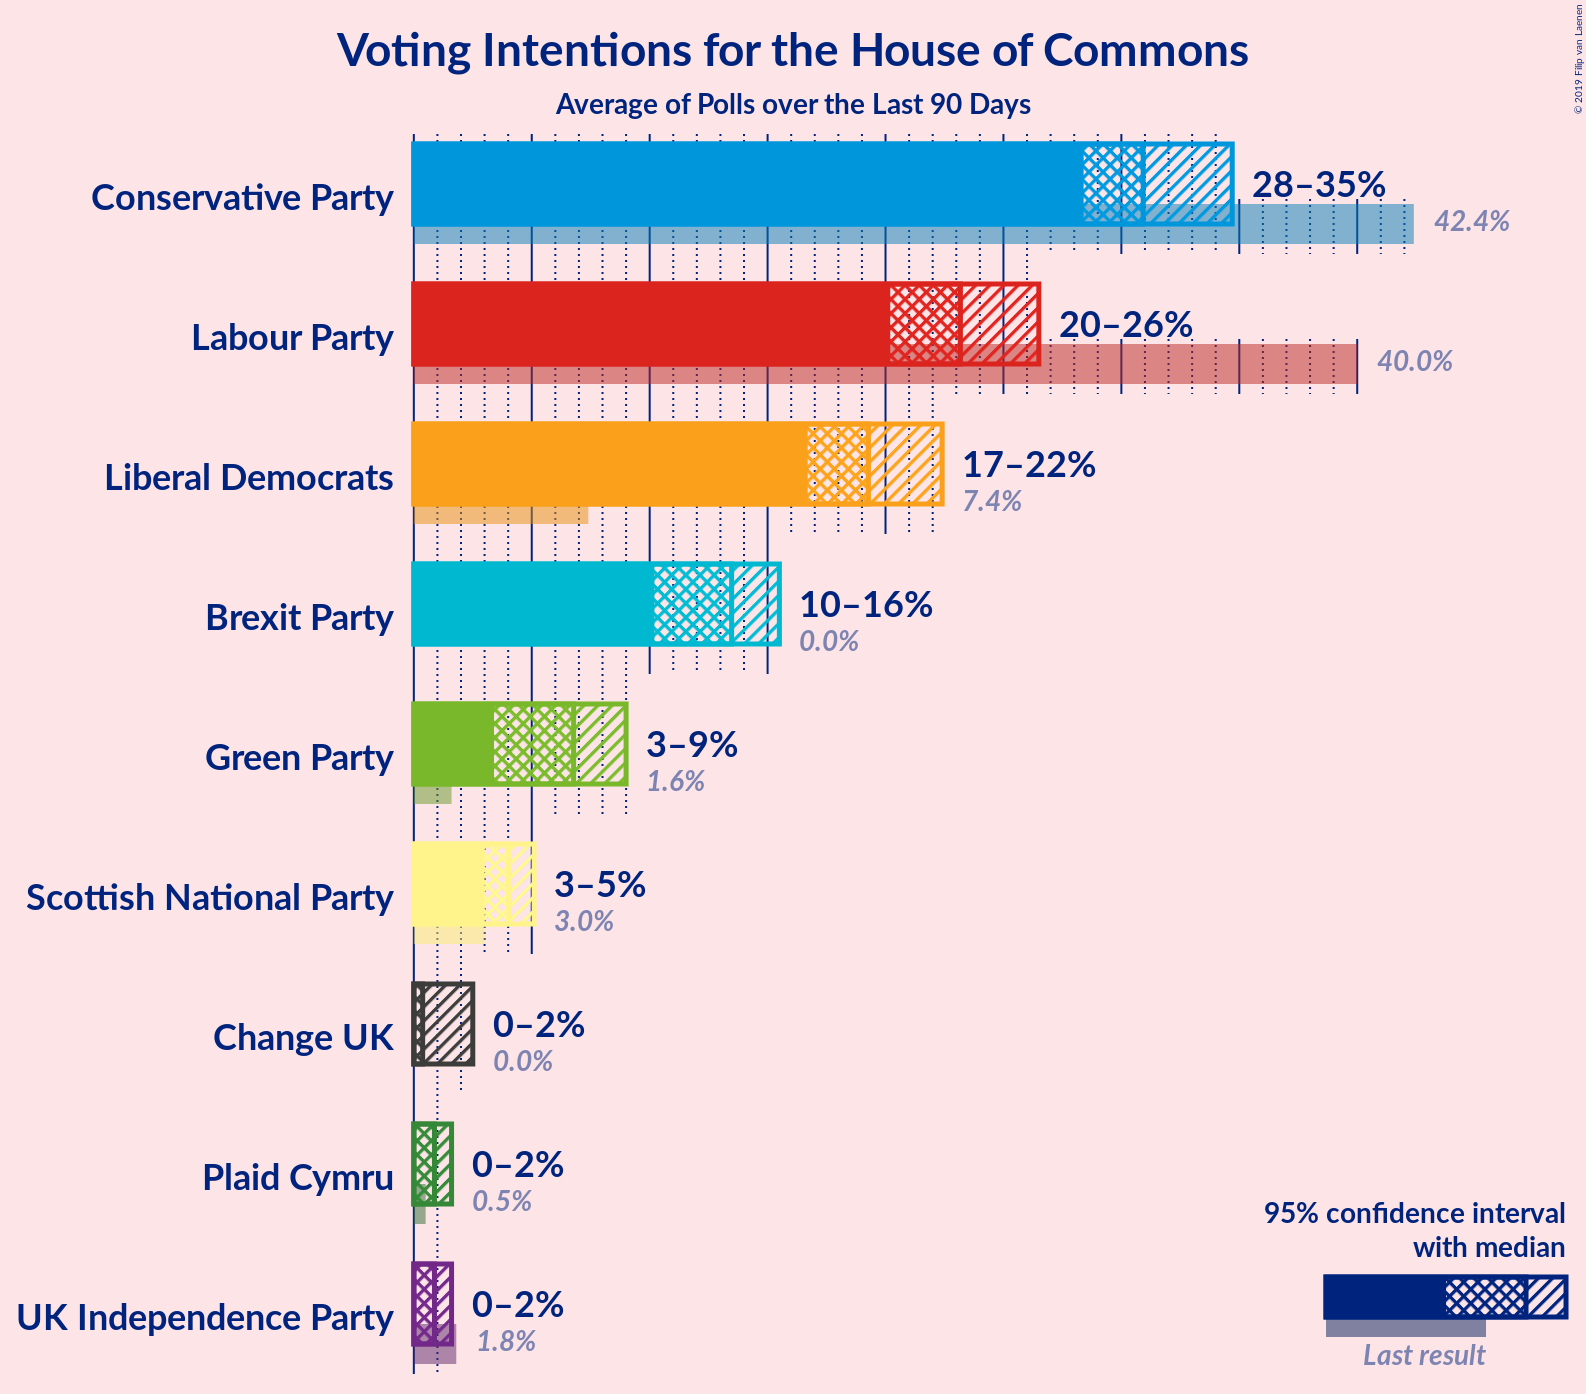 Voting Intentions for the House of Commons
Average of Polls over the Last 90 Days
© 2019 Filip van Laenen
Conservative Party
28–35%
42.4%
Labour Party
20–26%
40.0%
Liberal Democrats
17–22%
7.4%
Brexit Party
10–16%
0.0%
Green Party
3–9%
1.6%
Scottish National Party
3–5%
3.0%
Change UK
0–2%
0.0%
Plaid Cymru
0–2%
0.5%
UK Independence Party
0–2%
1.8%
95% confidence interval
with median
Last result